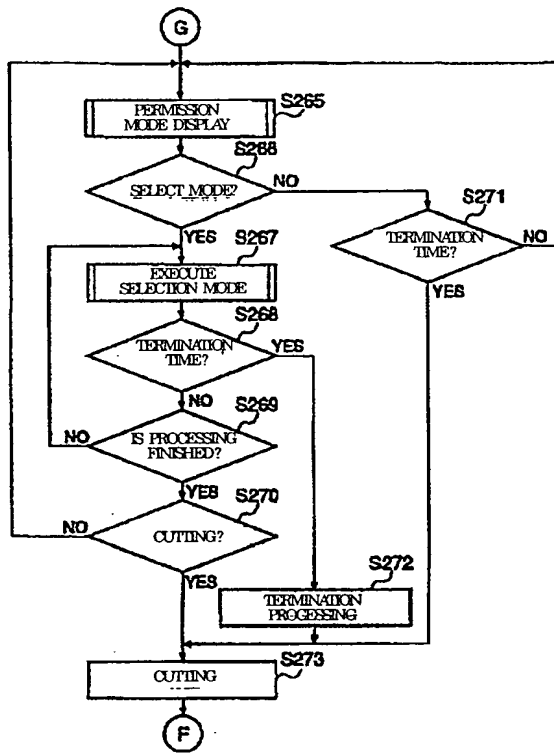 G
S265
PERMISSION
MODE DISPLAY
S266
SELECT MODE?
NO
S271
YES
TERMINATION
TIME?
NO
YES
S267
EXECUTE
SELECTION MODE
S268
TERMINATION
TIME?
YES
NO
S269
NO
IS PROCESSING
FINISHED?
YES
S270
NO
CUTTING?
YES
S272
TERMINATION
PROGESSING
S273
CUTTING
F